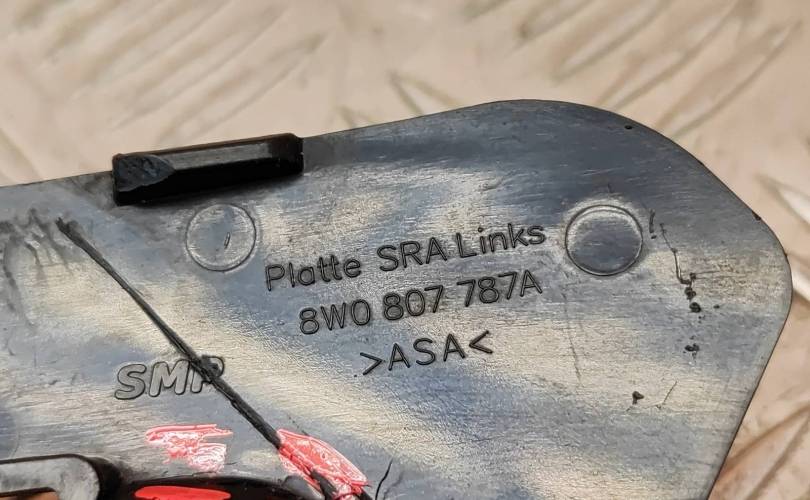 Platte SRA Links
8W0 807 787A
>ASA<
SMP